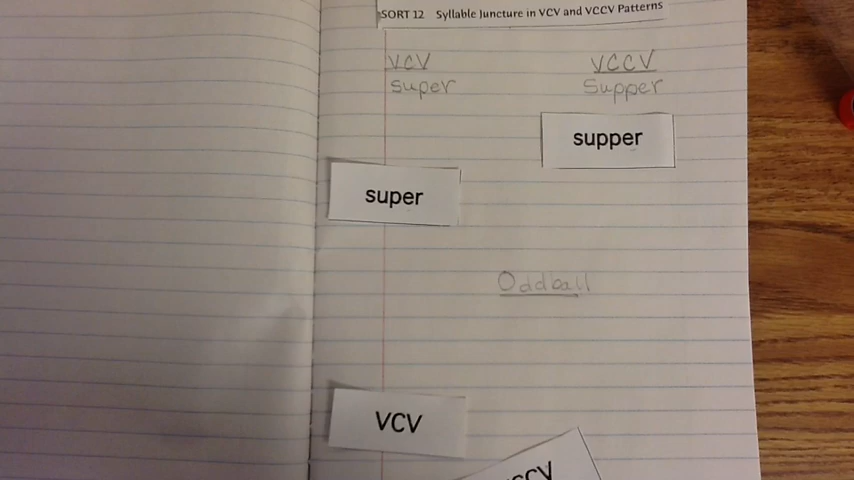 SORT 12 Syllable Juncture in VCV and VCCV Patterns
VCV VCCV
super Supper
supper
super
Oddball
VCV